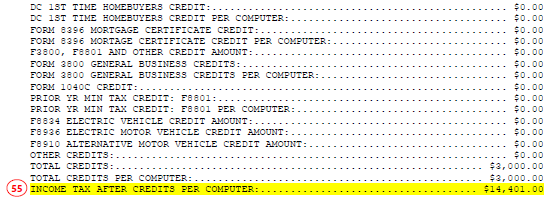 DC 1ST TIME HOMEBUYERS CREDIT:..........$0.00
DC 1ST TIME HOMEBUYERS CREDIT PER COMPUTER:..........$0.00
FORM 8396 MORTGAGE CERTIFICATE CREDIT:..........$0.00
FORM 8396 MORTAGE CERTIFICATE CREDIT PER COMPUTER:..........$0.00
F3800, F8801 AND OTHER CREDIT AMOUNT:..........$0.00
FORM 3800 GENERAL BUSINESS CREDITS:..........$0.00
FORM 3800 GENERAL BUSINESS CREDITS PER COMPUTER:..........$0.00
FORM 1040C CREDIT:..........$0.00
PRIOR YR MIN TAX CREDIT: F8801:..........$0.00
PRIOR YR MIN TAX CREDIT: F8801 PER COMPUTER:..........$0.00
F8834 ELECTRIC VEHICLE CREDIT AMOUNT:..........$0.00
F8936 ELECTRIC MOTOR VEHICLE CREDIT AMOUNT:..........$0.00
F8910 ALTERNATIVE MOTOR VEHICLE CREDIT AMOUNT:..........$0.00
OTHER CREDITS:..........$0.00
TOTAL CREDITS:..........$3,000.00
TOTAL CREDITS PER COMPUTER:..........$3,000.00
55 INCOME TAX AFTER CREDITS PER COMPUTER:..........$14,401.00